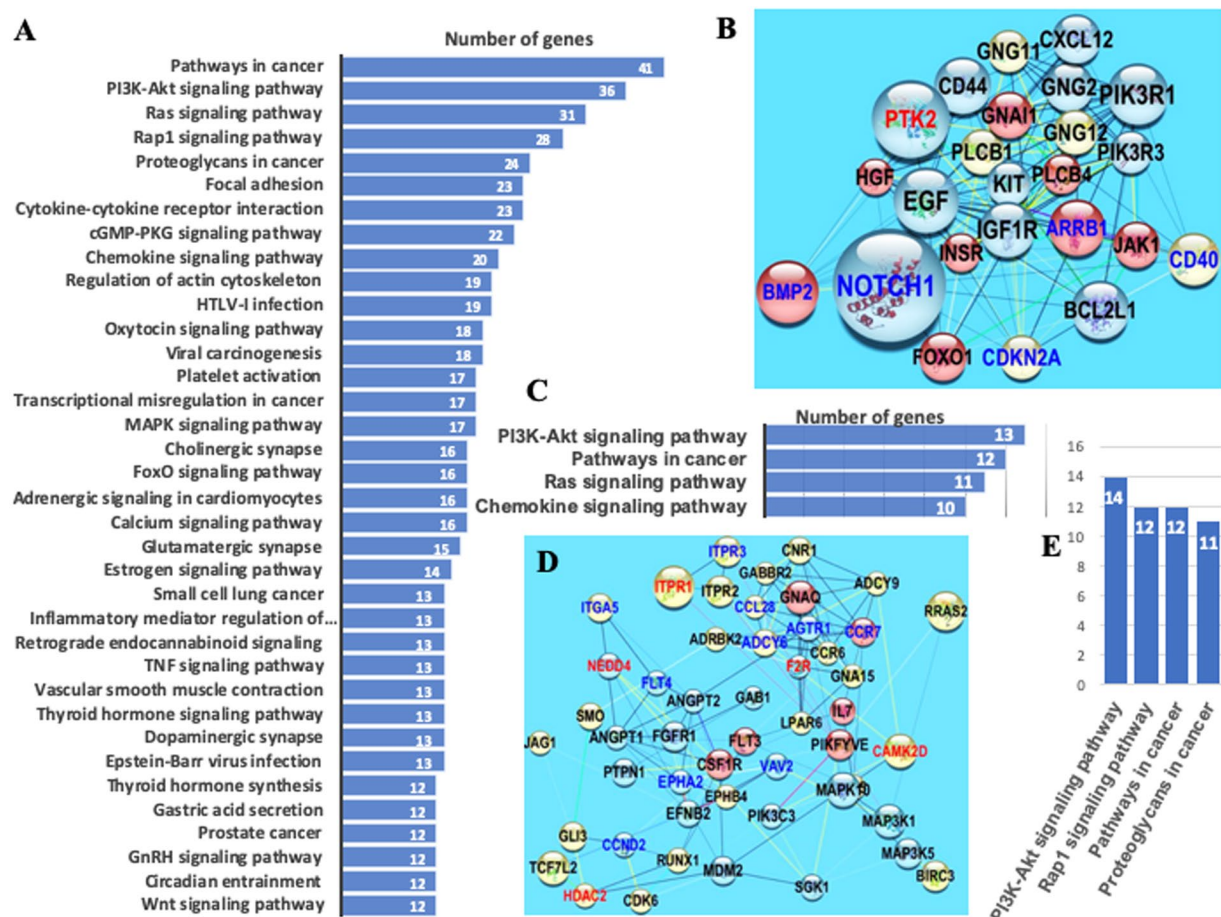 A
Number of genes
Pathways in cancer 41
PI3K-Akt signaling pathway 36
Ras signaling pathway 31
Rap1 signaling pathway 28
Proteoglycans in cancer 24
Focal adhesion 23
Cytokine-cytokine receptor interaction 23
cGMP-PKG signaling pathway 22
Chemokine signaling pathway 20
Regulation of actin cytoskeleton 19
HTLV-I infection 19
Oxytocin signaling pathway 18
Viral carcinogenesis 18
Platelet activation 17
Transcriptional misregulation in cancer 17
MAPK signaling pathway 17
Cholinergic synapse 16
FoxO signaling pathway 16
Adrenergic signaling in cardiomyocytes 16
Calcium signaling pathway 16
Glutamatergic synapse 15
Estrogen signaling pathway 14
Small cell lung cancer 13
Inflammatory mediator regulation of... 13
Retrograde endocannabinoid signaling 13
TNF signaling pathway 13
Vascular smooth muscle contraction 13
Thyroid hormone signaling pathway 13
Dopaminergic synapse 13
Epstein-Barr virus infection 13
Thyroid hormone synthesis 12
Gastric acid secretion 12
Prostate cancer 12
GnRH signaling pathway 12
Circadian entrainment 12
Wnt signaling pathway 12
B
GNG11
CXCL12
CD44
GNG2
PIK3R1
PTK2
GNAI1
GNG12
PLCB1
PIK3R3
HGF
KIT
PLCB4
EGF
IGF1R
ARRB1
INSR
JAK1
CD40
BMP2
NOTCH1
BCL2L1
FOXO1
CDKN2A
C
Number of genes
PI3K-Akt signaling pathway 13
Pathways in cancer 12
Ras signaling pathway 11
Chemokine signaling pathway 10
D
ITPR3
CNR1
ITPR1
ITPR2
GABBR2
ADCY9
GNAQ
RRAS2
ITGA5
CCL28
AGTR1
CCR7
ADRBK2
ADCY6
CCR6
NEDD4
F2R
GNA15
FLT4
ANGPT2
GAB1
SMO
LPAR6
IL7
JAG1
ANGPT1
FGFR1
FLT3
PIKFYVE
CAMK2D
CSF1R
PTPN1
VAV2
EPHA2
EPHB4
MAPK10
EFNB2
PIK3C3
MAP3K1
GLI3
CCND2
MAP3K5
TCF7L2
RUNX1
MDM2
BIRC3
HDAC2
CDK6
SGK1
E
16
14
12
10
8
6
4
2
0
14
12
12
11
PI3K-Akt signaling pathway
Rap1 signaling pathway
Pathways in cancer
Proteoglycans in cancer